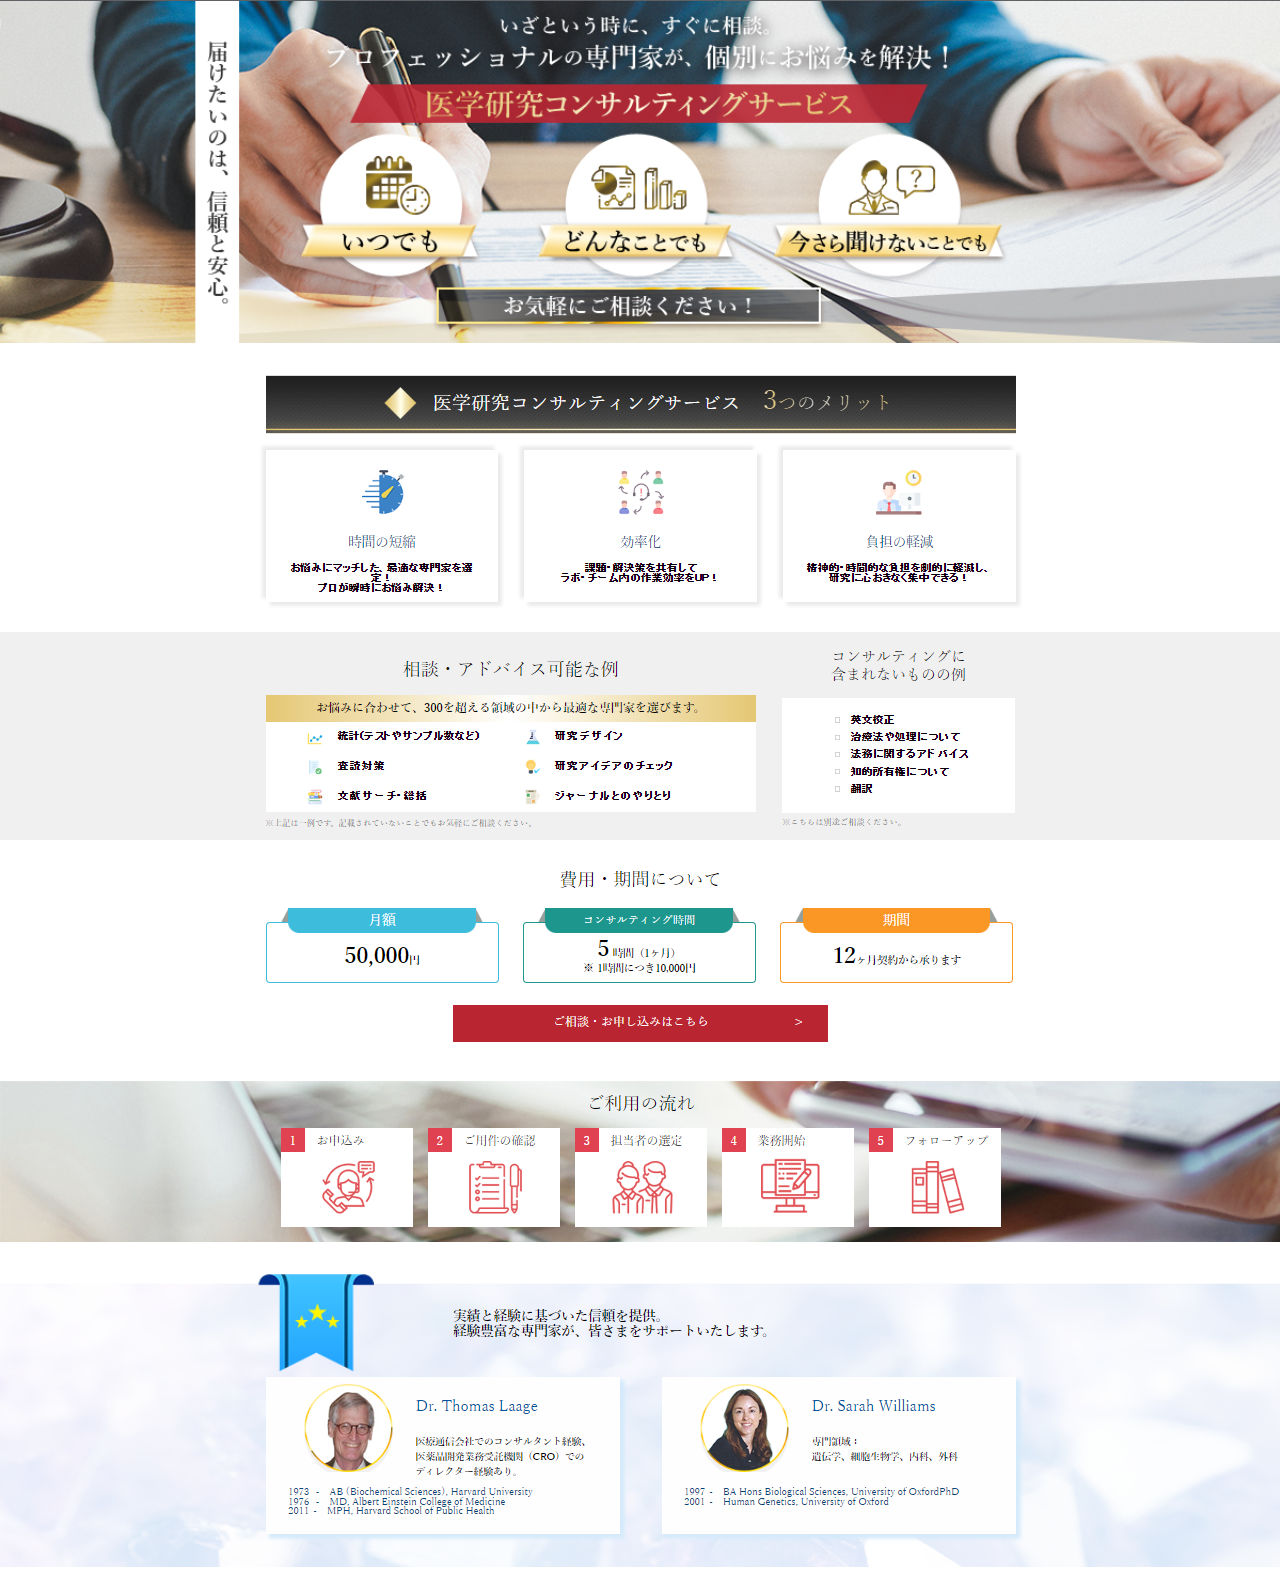 届けたいのは、信頼と安心。
いざという時に、すぐに相談。
プロフェッショナルの専門家が、個別にお悩みを解決！
医学研究コンサルティングサービス
いつでも
どんなことでも
今さら聞けないことでも
お気軽にご相談ください！
医学研究コンサルティングサービス 3つのメリット
時間の短縮
お悩みにマッチした、最適な専門家を選
定！
プロが瞬時にお悩み解決！
効率化
課題・解決策を共有して
ラボ・チーム内の作業効率をUP！
負担の軽減
精神的・時間的な負担を劇的に軽減し、
研究に心おきなく集中できる！
相談・アドバイス可能な例
お悩みに合わせて、300を超える領域の中から最適な専門家を選びます。
統計(テストやサンプル数など)
研究デザイン
査読対策
研究アイデアのチェック
文献サーチ・総括
ジャーナルとのやりとり
※上記は一例です。記載されていないことでもお気軽にご相談ください。
コンサルティングに
含まれないものの例
英文校正
治療法や処理について
法務に関するアドバイス
知的所有権について
翻訳
※こちらは別途ご相談ください。
費用・期間について
月額
50,000円
コンサルティング時間
5 時間（1ヶ月）
※ 1時間につき10,000円
期間
12ヶ月契約から承ります
ご相談・お申し込みはこちら >
ご利用の流れ
1 お申込み
2 ご用件の確認
3 担当者の選定
4 業務開始
5 フォローアップ
実績と経験に基づいた信頼を提供。
経験豊富な専門家が、皆さまをサポートいたします。
Dr. Thomas Laage
医療通信会社でのコンサルタント経験、
医薬品開発業務受託機関（CRO）での
ディレクター経験あり。
1973 - AB (Biochemical Sciences), Harvard University
1976 - MD, Albert Einstein College of Medicine
2011 - MPH, Harvard School of Public Health
Dr. Sarah Williams
専門領域：
遺伝学、細胞生物学、内科、外科
1997 - BA Hons Biological Sciences, University of OxfordPhD
2001 - Human Genetics, University of Oxford